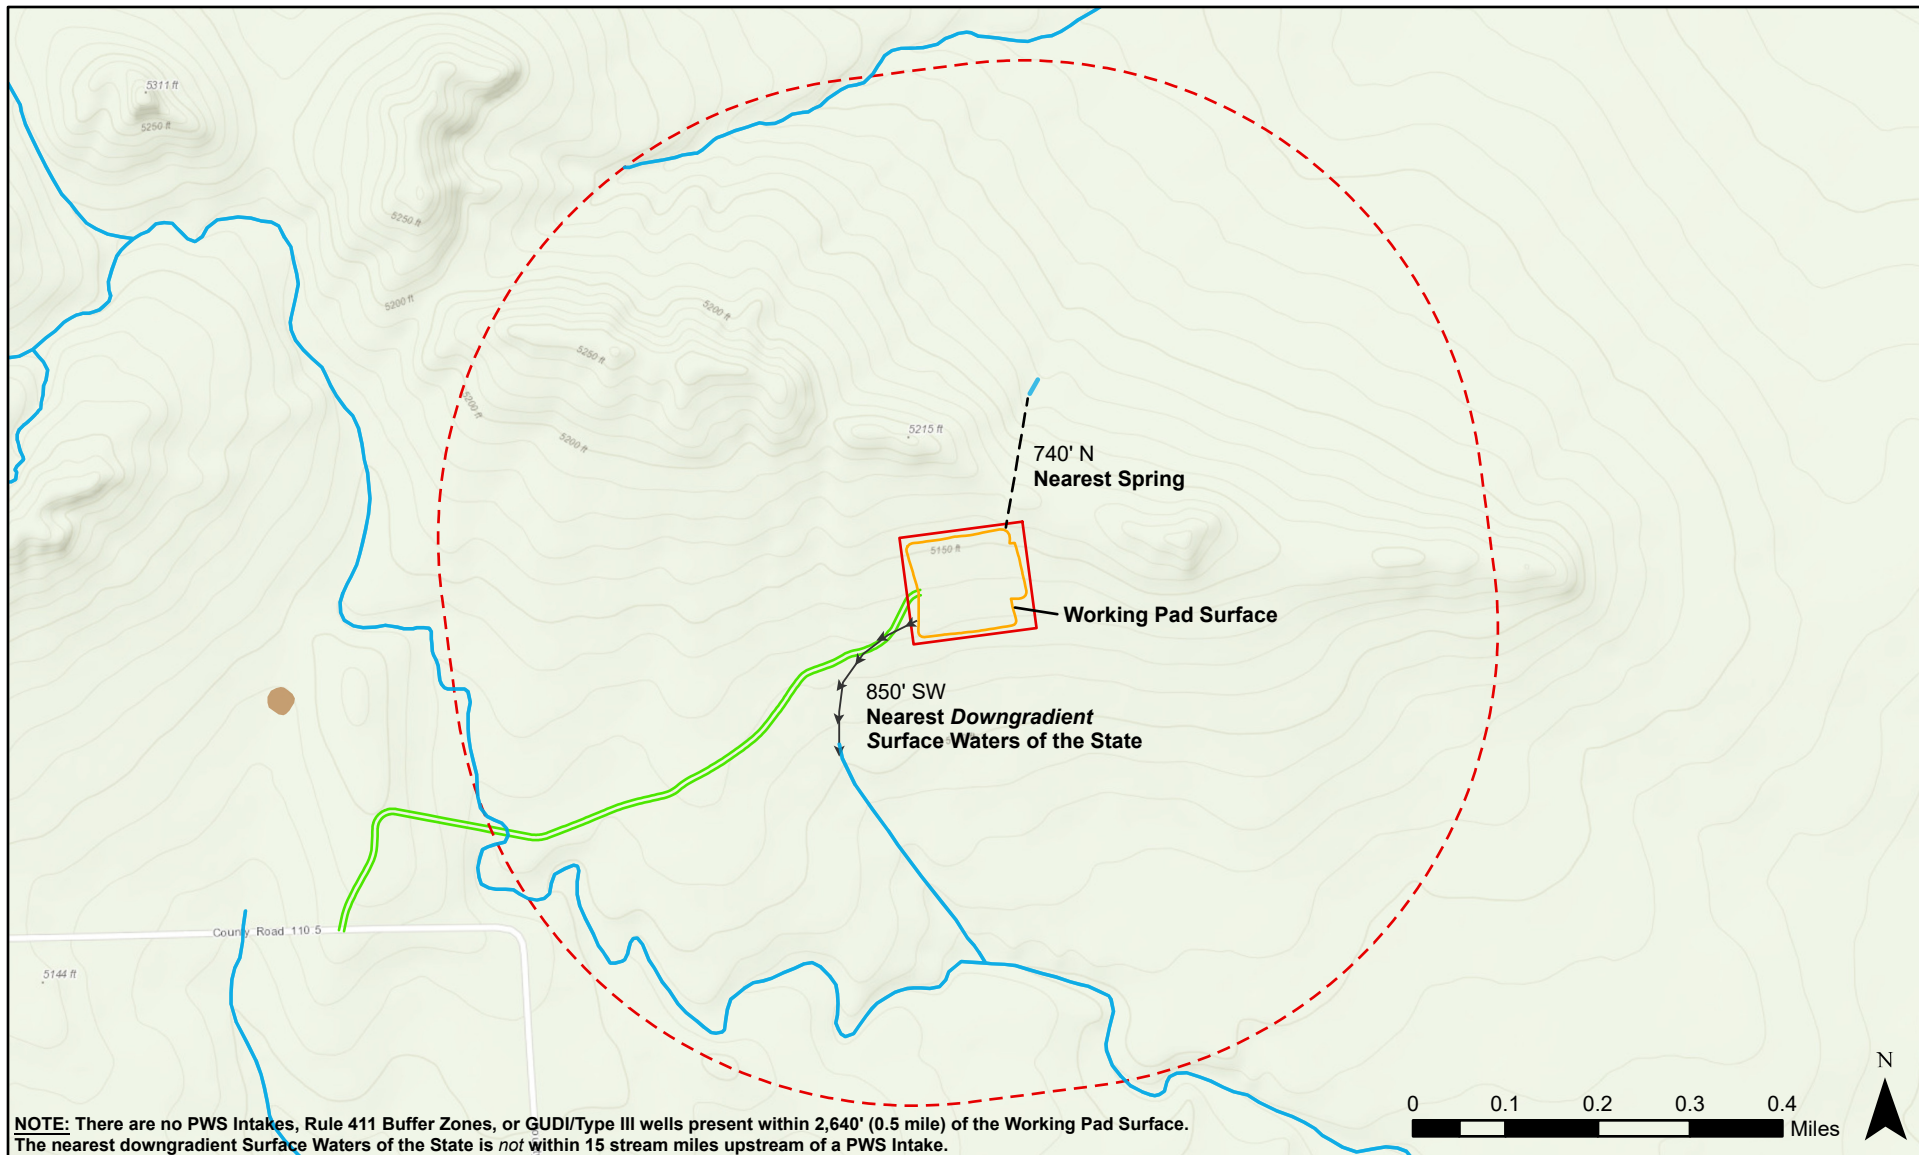 5311 ft
5250 ft
5250 ft
5200 ft
5200 ft
5250 ft
5200 ft
5200 ft
5215 ft
740' N
Nearest Spring
5150 ft
Working Pad Surface
850' SW
Nearest Downgradient
Surface Waters of the State
County Road 110 5
5144 ft
N
0 0.1 0.2 0.3 0.4
Miles
NOTE: There are no PWS Intakes, Rule 411 Buffer Zones, or GUDI/Type III wells present within 2,640' (0.5 mile) of the Working Pad Surface.
The nearest downgradient Surface Waters of the State is not within 15 stream miles upstream of a PWS Intake.